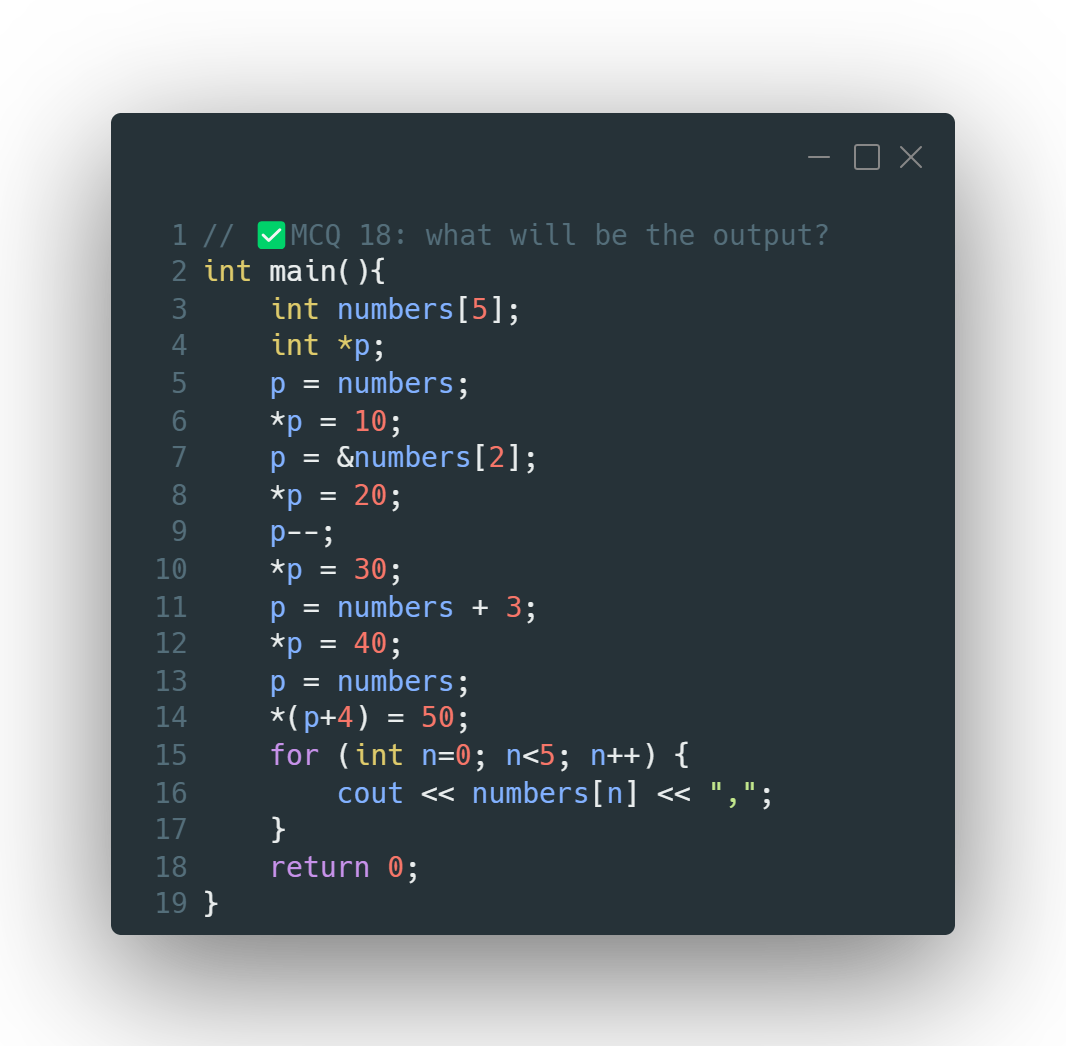 1 // ✅MCQ 18: what will be the output?
2 int main(){
3     int numbers[5];
4     int *p;
5     p = numbers;
6     *p = 10;
7     p = &numbers[2];
8     *p = 20;
9     p--;
10     *p = 30;
11     p = numbers + 3;
12     *p = 40;
13     p = numbers;
14     *(p+4) = 50;
15     for (int n=0; n<5; n++) {
16         cout << numbers[n] << ",";
17     }
18     return 0;
19 }